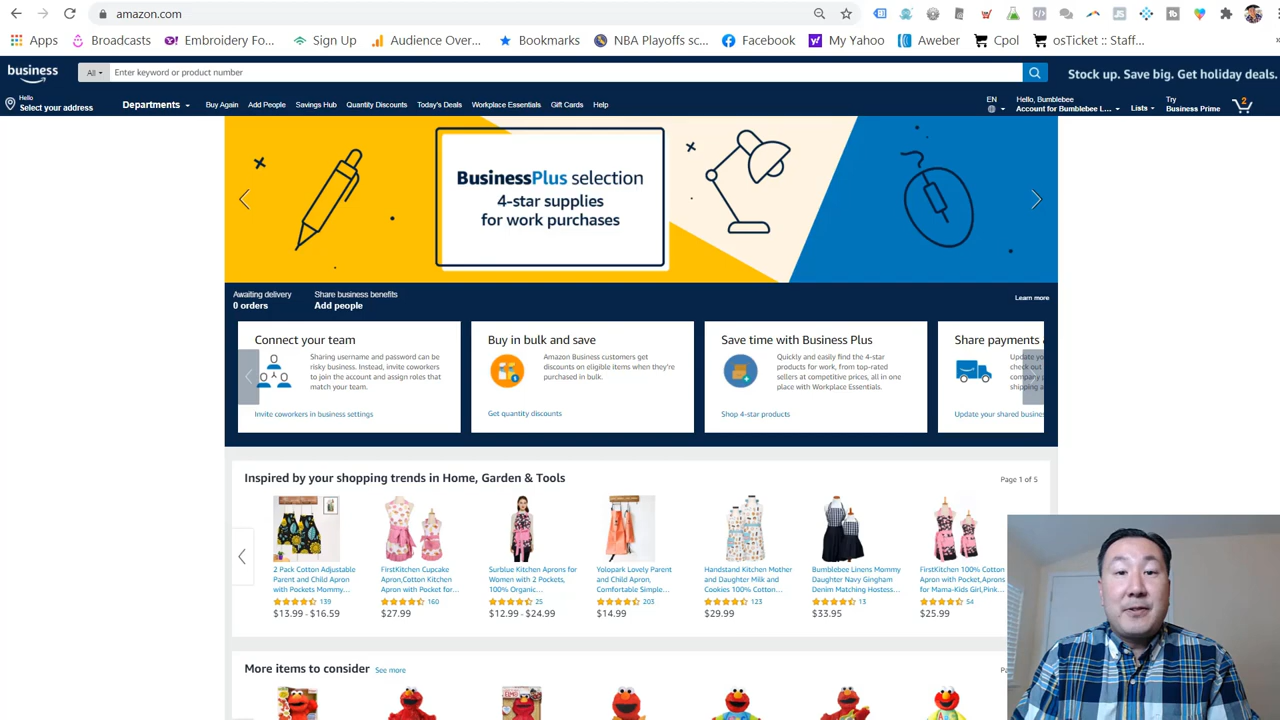 amazon.com
Apps
Broadcasts
Embroidery Fo...
Sign Up
Audience Over...
Bookmarks
NBA Playoffs sc...
Facebook
My Yahoo
Aweber
Cpol
osTicket :: Staff...
business
All
Enter keyword or product number
Stock up. Save big. Get holiday deals.
Hello
Select your address
Departments
Buy Again
Add People
Savings Hub
Quantity Discounts
Today's Deals
Workplace Essentials
Gift Cards
Help
EN
Hello, Bumblebee
Account for Bumblebee L...
Lists
Try
Business Prime
2
BusinessPlus selection
4-star supplies
for work purchases
Awaiting delivery
0 orders
Share business benefits
Add people
Learn more
Connect your team
Sharing username and password can be
risky business. Instead, invite coworkers
to join the account and assign roles that
match your team.
Invite coworkers in business settings
Buy in bulk and save
Amazon Business customers get
discounts on eligible items when they're
purchased in bulk.
Get quantity discounts
Save time with Business Plus
Quickly and easily find the 4-star
products for work, from top-rated
sellers at competitive prices, all in one
place with Workplace Essentials.
Shop 4-star products
Share payments
Update yo
check out
company
shipping
Update your shared busine
Inspired by your shopping trends in Home, Garden & Tools
Page 1 of 5
2 Pack Cotton Adjustable
Parent and Child Apron
with Pockets Mommy...
139
$13.99 - $16.59
FirstKitchen Cupcake
Apron,Cotton Kitchen
Apron with Pocket for...
160
$27.99
Surblue Kitchen Aprons for
Women with 2 Pockets,
100% Organic...
25
$12.99 - $24.99
Yolopark Lovely Parent
and Child Apron,
Comfortable Simple...
203
$14.99
Handstand Kitchen Mother
and Daughter Milk and
Cookies 100% Cotton...
123
$29.99
Bumblebee Linens Mommy
Daughter Navy Gingham
Denim Matching Hostess...
13
$33.95
FirstKitchen 100% Cotton
Apron with Pocket,Aprons
for Mama-Kids Girl,Pink...
54
$25.99
More items to consider
See more
Pa